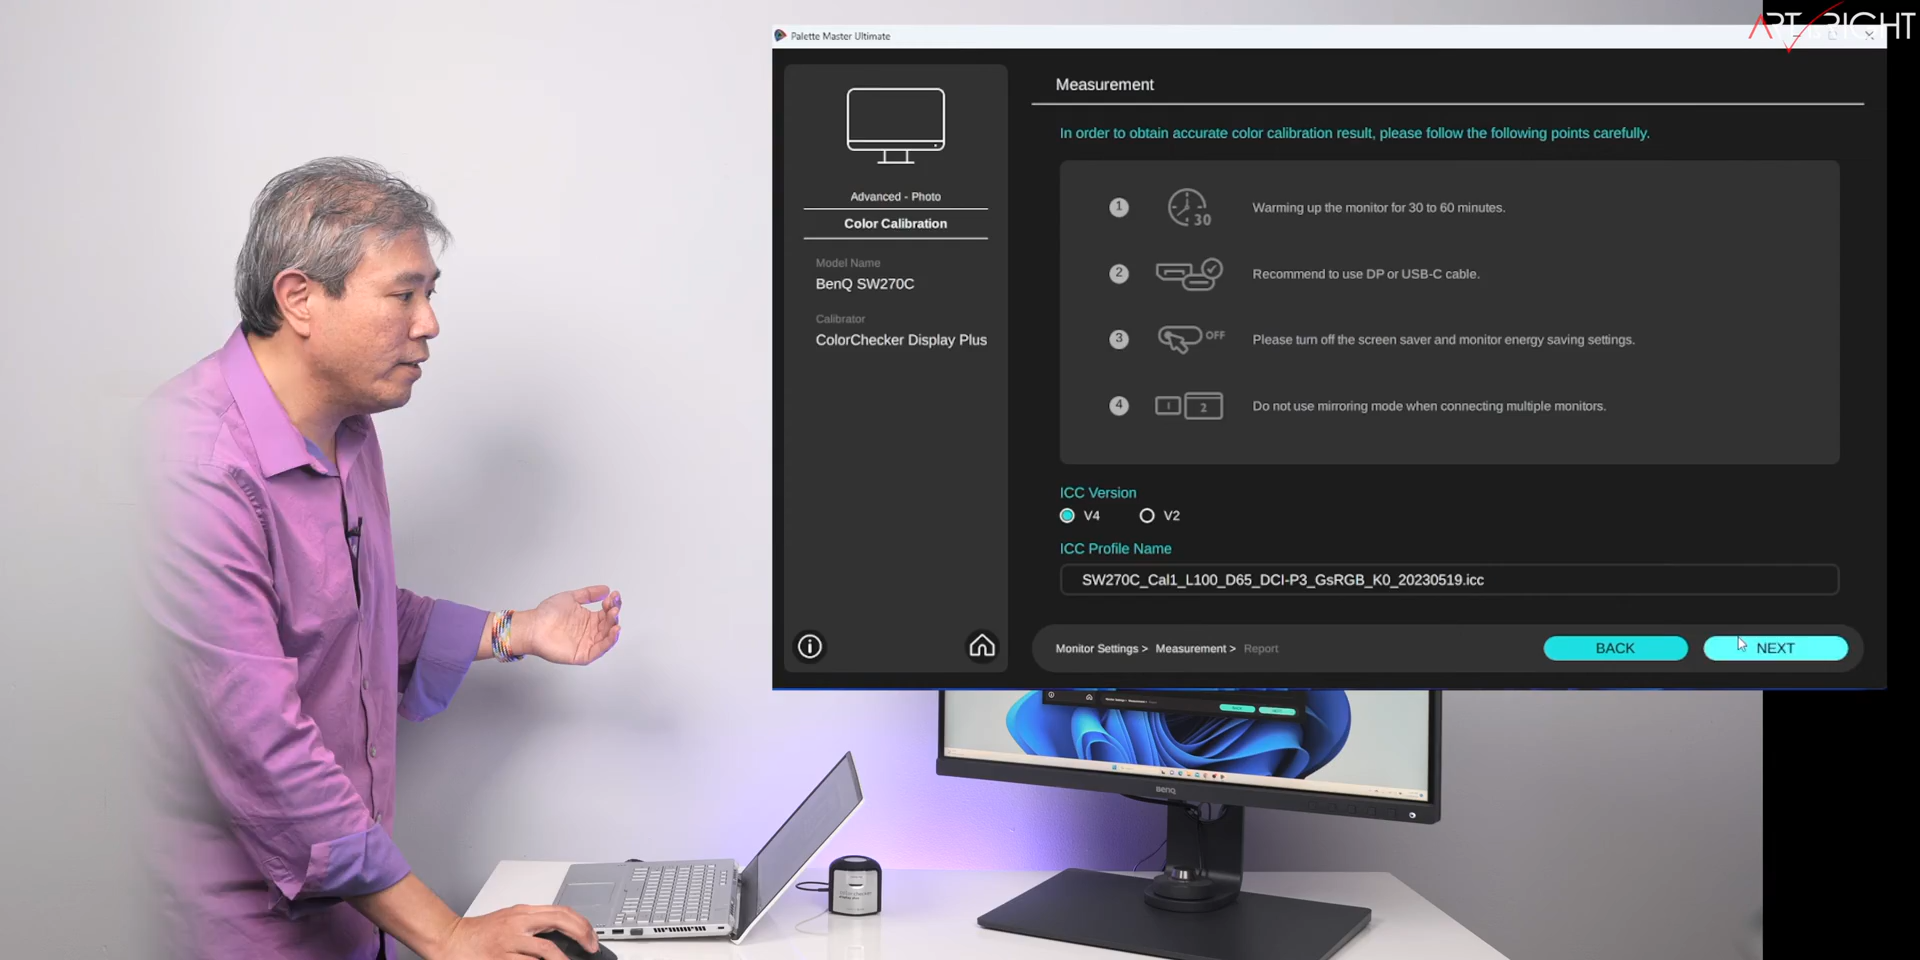 ART IS RIGHT
Palette Master Ultimate
Measurement
In order to obtain accurate color calibration result, please follow the following points carefully.
Advanced - Photo
Color Calibration
Model Name
BenQ SW270C
Calibrator
ColorChecker Display Plus
1 30 Warming up the monitor for 30 to 60 minutes.
2 Recommend to use DP or USB-C cable.
3 OFF Please turn off the screen saver and monitor energy saving settings.
4 1 2 Do not use mirroring mode when connecting multiple monitors.
ICC Version
V4 V2
ICC Profile Name
SW270C_Cal1_L100_D65_DCI-P3_GsRGB_K0_20230519.icc
i
Monitor Settings > Measurement > Report
BACK NEXT
BACK NEXT
BenQ
colorchecker